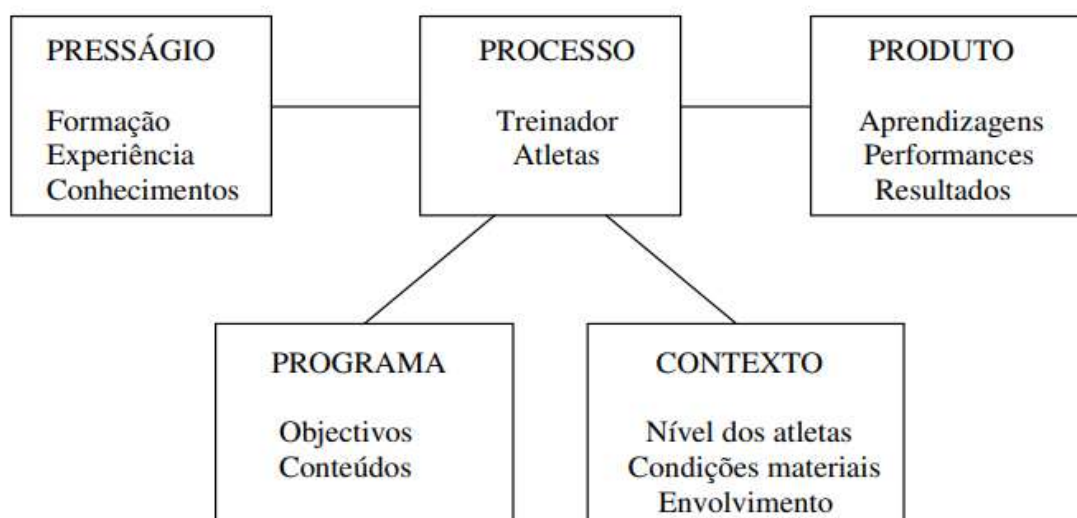 PRESSÁGIO
Formação
Experiência
Conhecimentos
PROCESSO
Treinador
Atletas
PRODUTO
Aprendizagens
Performances
Resultados
PROGRAMA
Objectivos
Conteúdos
CONTEXTO
Nível dos atletas
Condições materiais
Envolvimento